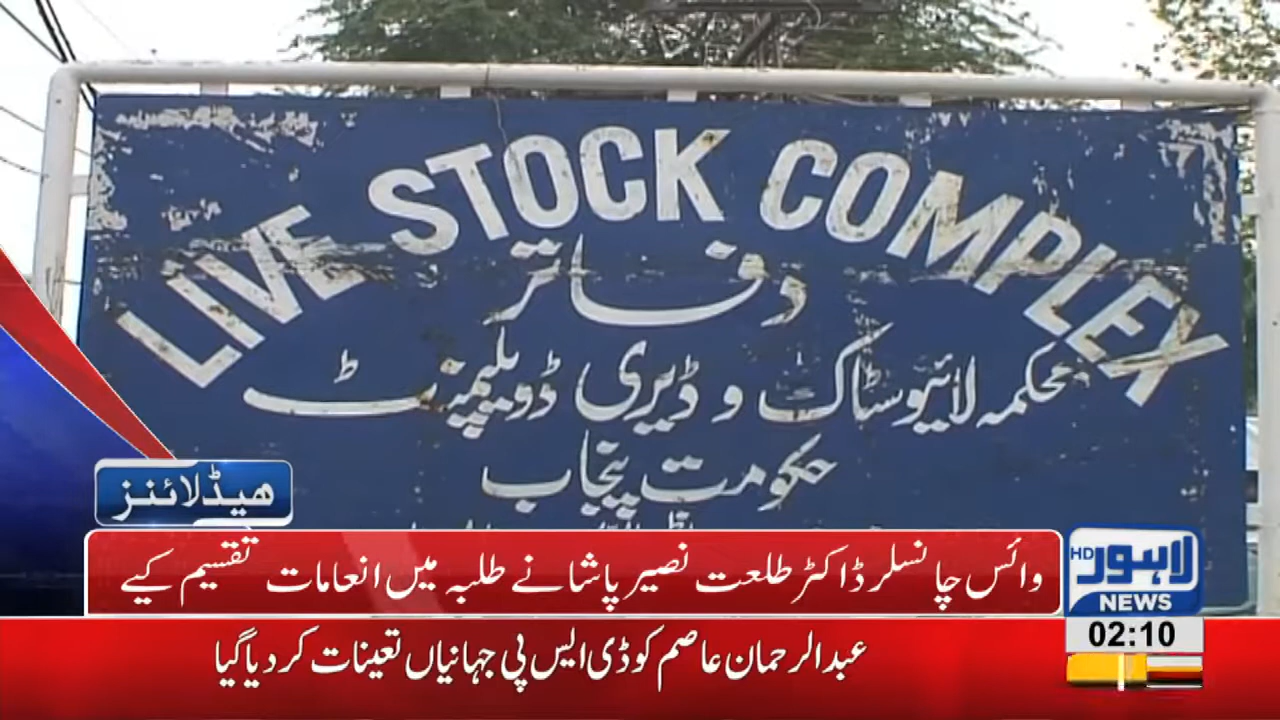 LIVE STOCK COMPLEX
دفاتر
محکمہ لائیوسٹاک و ڈیری ڈویلپمنٹ
حکومت پنجاب
ھیڈلائنز
وائس چانسلر ڈاکٹر طلعت نصیر پاشا نے طلبہ میں انعامات تقسیم کیے
HD لاہور
NEWS
02:10
عبدالرحمان عاصم کو ڈی ایس پی جہانیاں تعینات کر دیا گیا